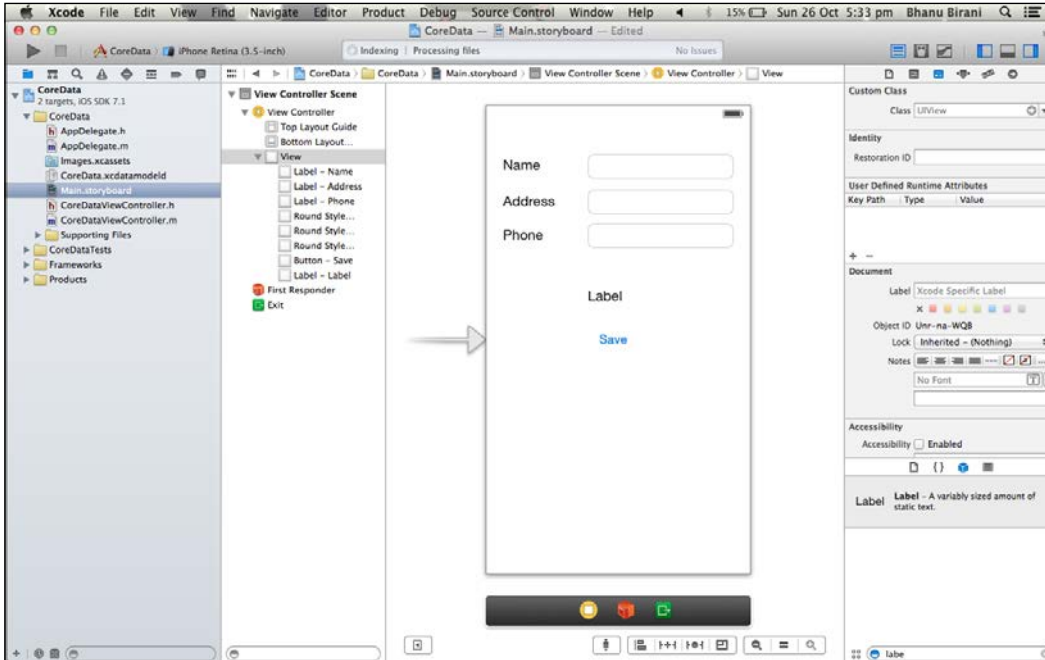 Xcode File Edit View Find Navigate Editor Product Debug Source Control Window Help 15% Sun 26 Oct 5:33 pm Bhanu Birani
CoreData — Main.storyboard — Edited
CoreData iPhone Retina (3.5-inch) Indexing | Processing files No Issues
CoreData CoreData Main.storyboard View Controller Scene View Controller View
CoreData
2 targets, iOS SDK 7.1
CoreData
AppDelegate.h
AppDelegate.m
Images.xcassets
CoreData.xcdatamodeld
Main.storyboard
CoreDataViewController.h
CoreDataViewController.m
Supporting Files
CoreDataTests
Frameworks
Products
View Controller Scene
View Controller
Top Layout Guide
Bottom Layout...
View
Label - Name
Label - Address
Label - Phone
Round Style...
Round Style...
Round Style...
Button - Save
Label - Label
First Responder
Exit
Name
Address
Phone
Label
Save
Custom Class
Class UIView
Identity
Restoration ID
User Defined Runtime Attributes
Key Path Type Value
+ −
Document
Label Xcode Specific Label
X
Object ID Unr-na-WQB
Lock Inherited - (Nothing)
Notes
No Font
Accessibility
Accessibility Enabled
{}
Label Label - A variably sized amount of
static text.
labe